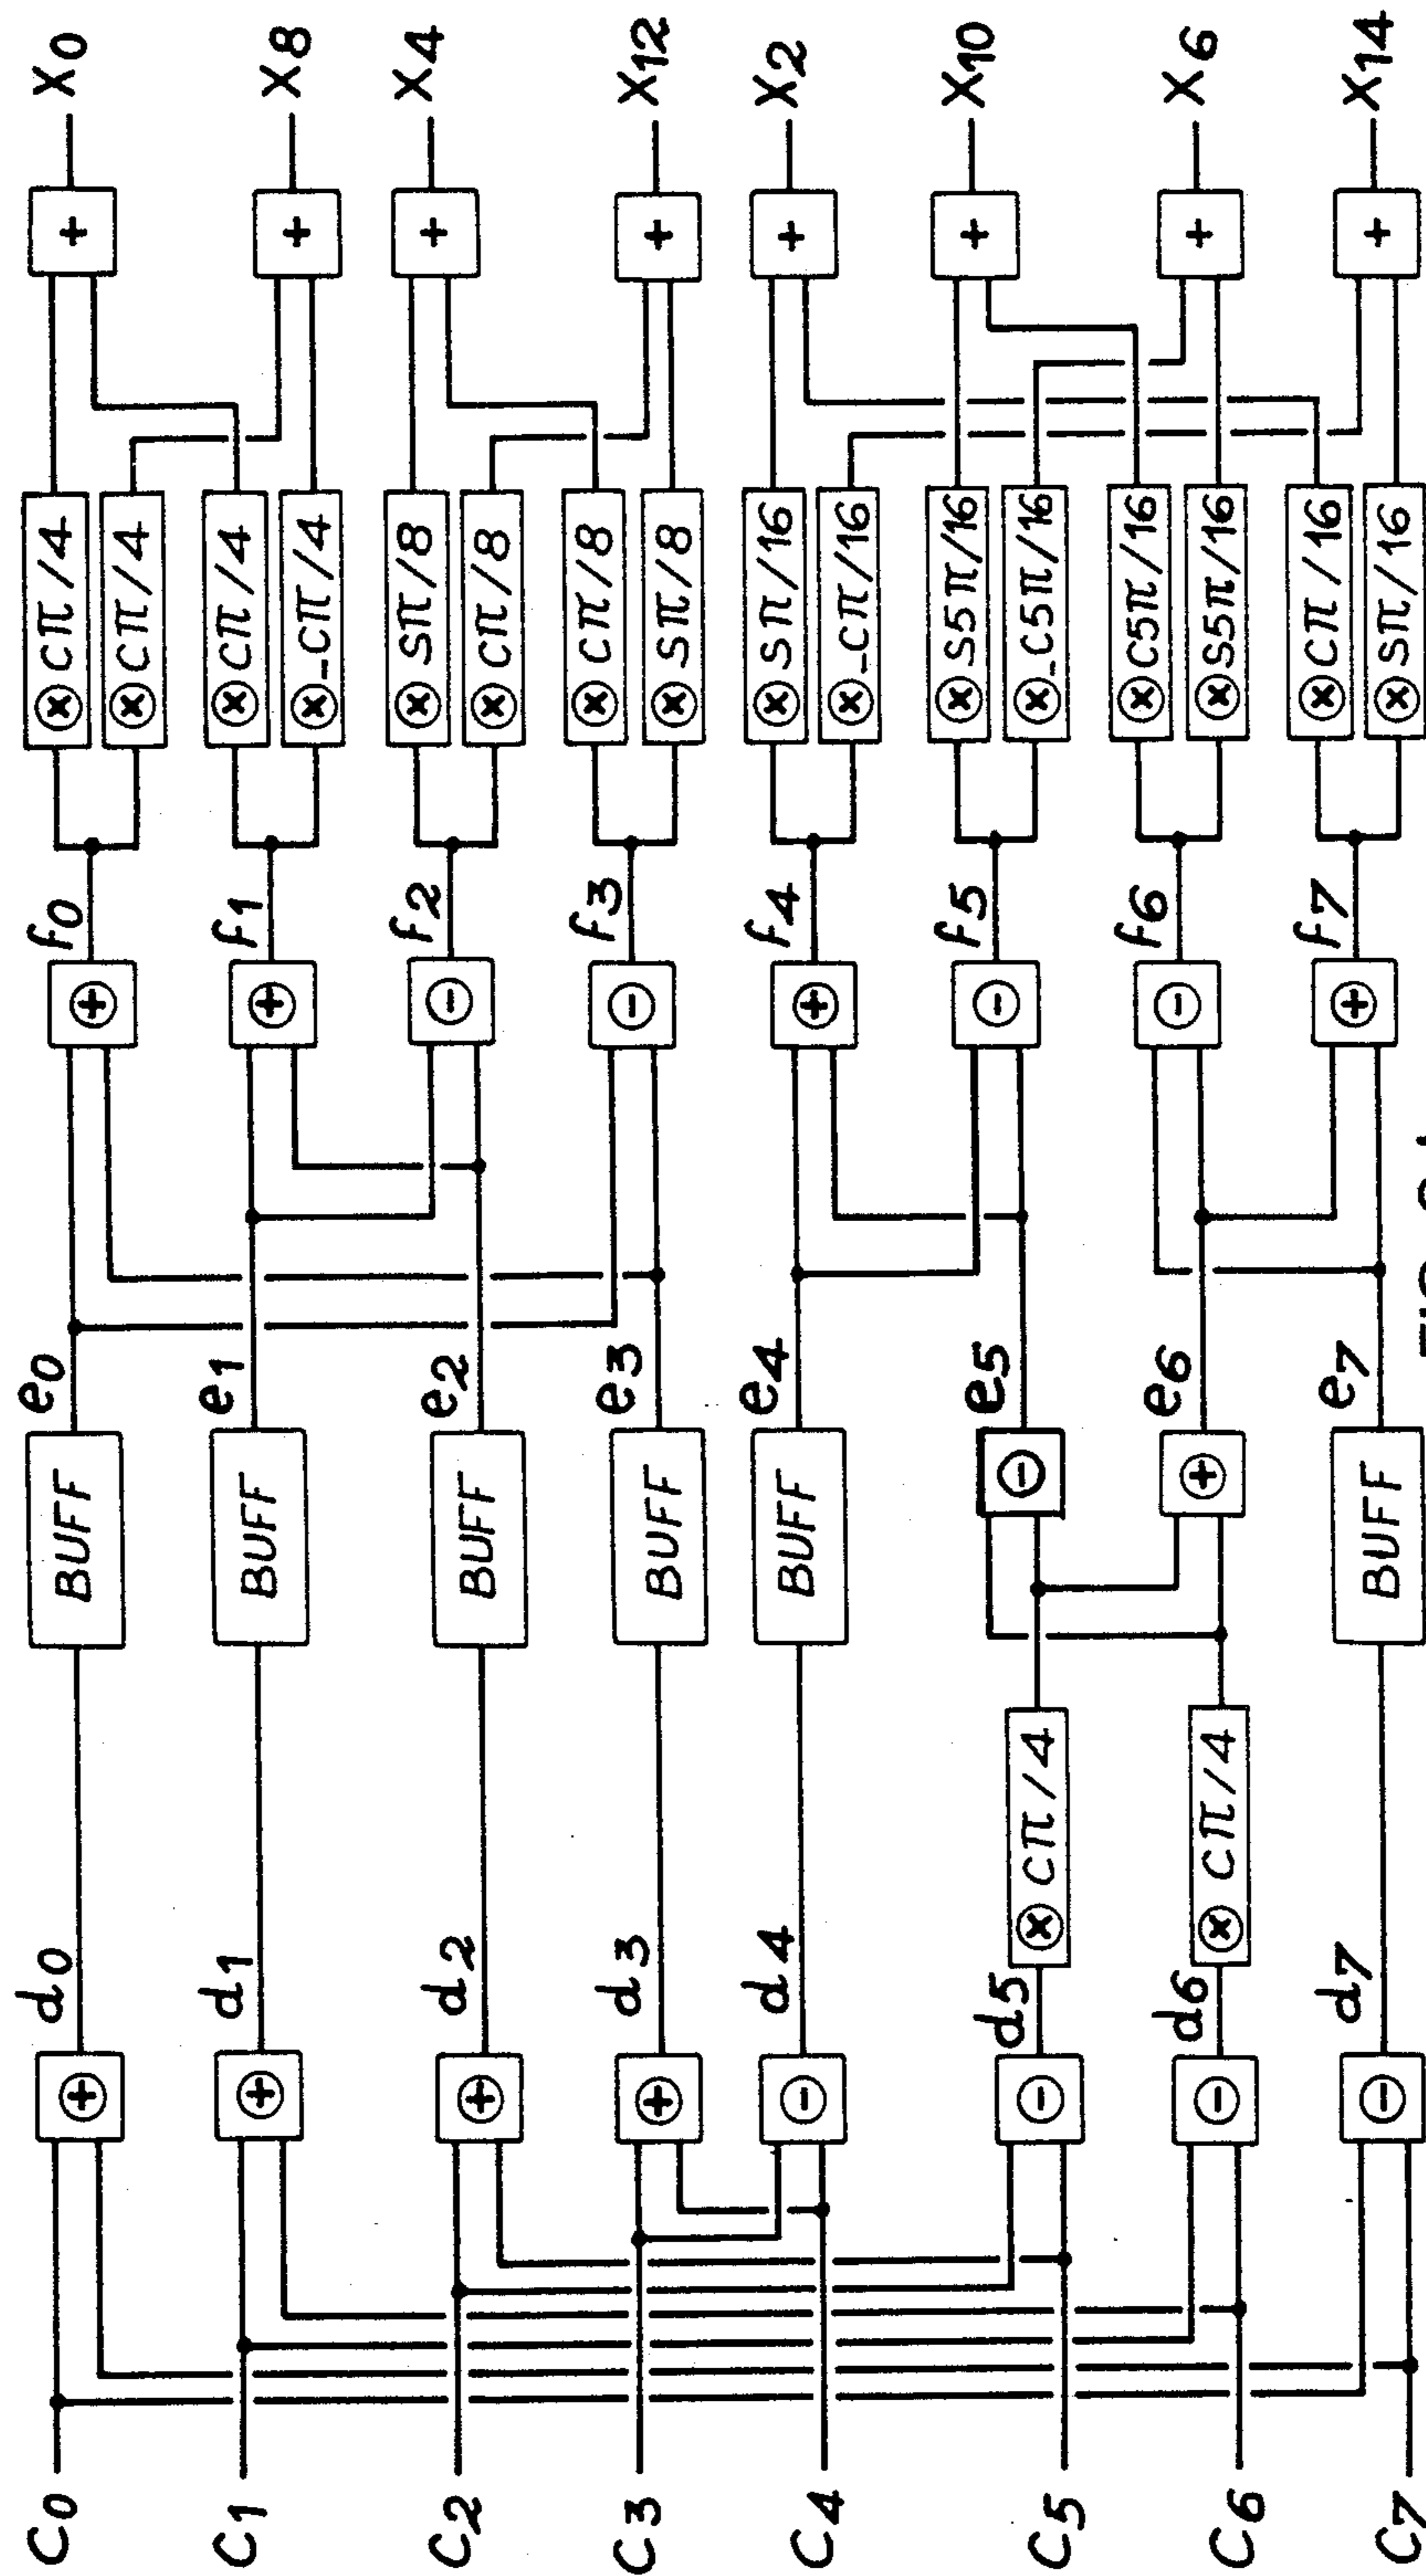 X0
X8
X4
X12
X2
X10
X6
X14
+
+
+
+
+
+
+
+
⊗ Cπ/4
⊗ Cπ/4
⊗ Cπ/4
⊗ -Cπ/4
⊗ Sπ/8
⊗ Cπ/8
⊗ Cπ/8
⊗ Sπ/8
⊗ Sπ/16
⊗ -Cπ/16
⊗ S5π/16
⊗ -C5π/16
⊗ C5π/16
⊗ S5π/16
⊗ Cπ/16
⊗ Sπ/16
f0
f1
f2
f3
f4
f5
f6
f7
⊕
⊕
⊖
⊖
⊕
⊖
⊖
⊕
e0
e1
e2
e3
e4
e5
e6
e7
BUFF
BUFF
BUFF
BUFF
BUFF
⊖
⊕
BUFF
⊗ Cπ/4
⊗ Cπ/4
d0
d1
d2
d3
d4
d5
d6
d7
⊕
⊕
⊕
⊕
⊖
⊖
⊖
⊖
C0
C1
C2
C3
C4
C5
C6
C7